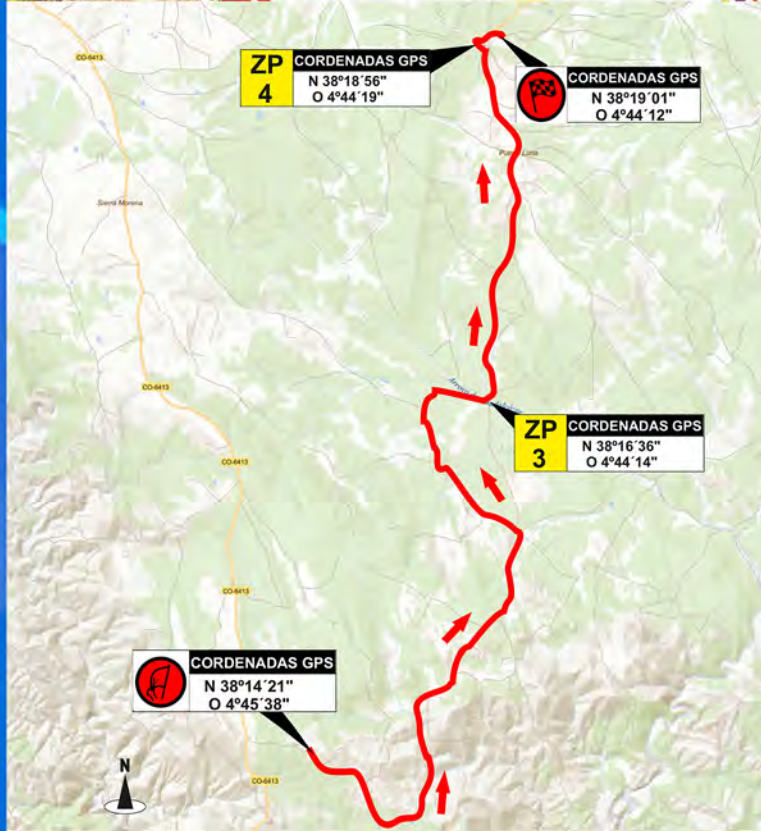 CO-6413
ZP
4
CORDENADAS GPS
N 38º18´56"
O 4º44´19"
CORDENADAS GPS
N 38º19´01"
O 4º44´12"
Sierra Morena
CO-6413
CO-6413
ZP
3
CORDENADAS GPS
N 38º16´36"
O 4º44´14"
CO-6413
CORDENADAS GPS
N 38º14´21"
O 4º45´38"
N
CO-6413